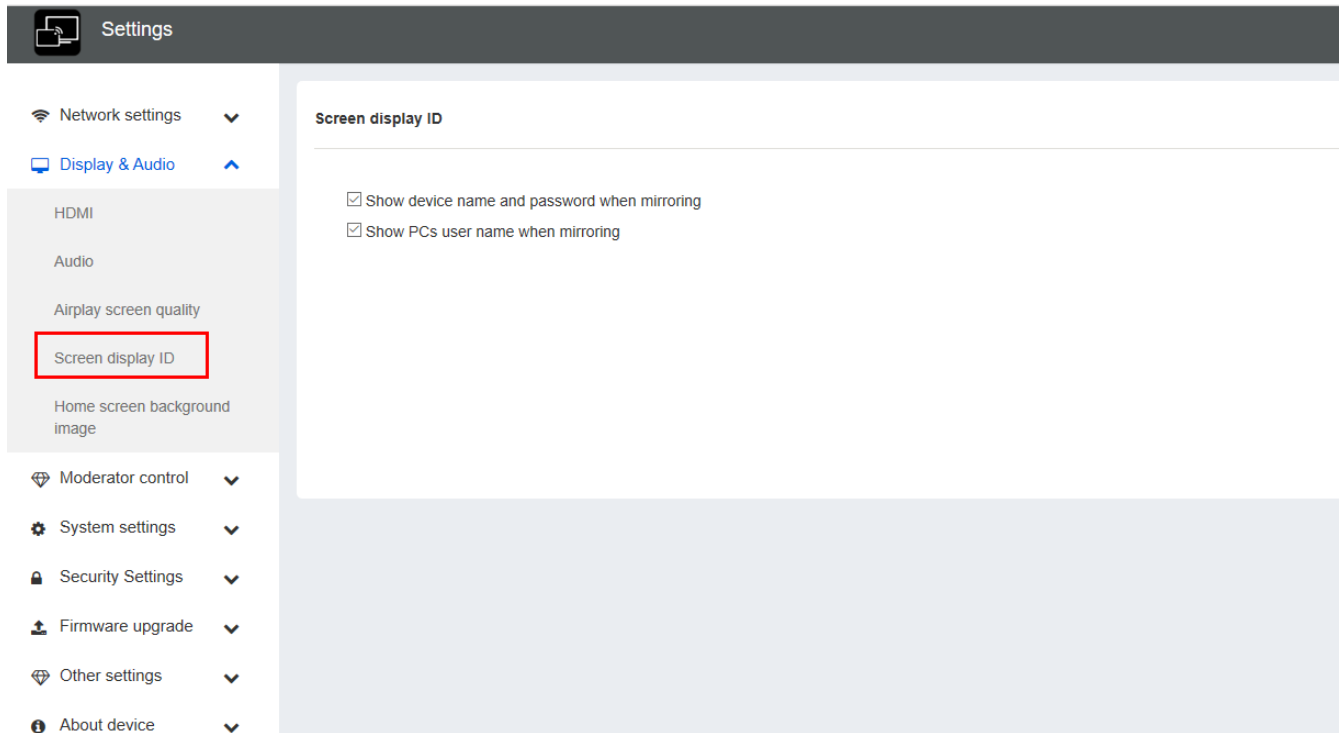 Settings
Network settings
Display & Audio
HDMI
Audio
Airplay screen quality
Screen display ID
Home screen background
image
Moderator control
System settings
Security Settings
Firmware upgrade
Other settings
About device
Screen display ID
Show device name and password when mirroring
Show PCs user name when mirroring